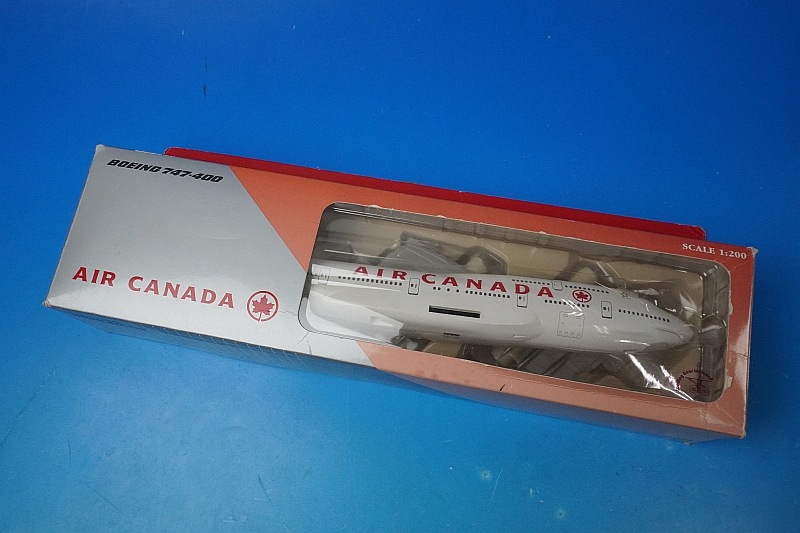 BOEING 747-400
AIR CANADA
SCALE 1:200
AIR CANADA